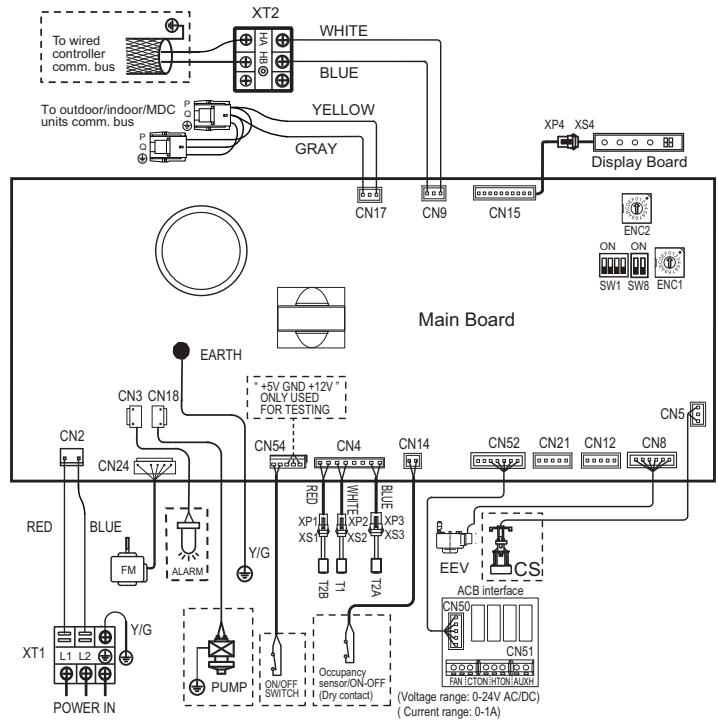 XT2
To wired
controller
comm. bus
HA
HB
WHITE
BLUE
To outdoor/indoor/MDC
units comm. bus
P
Q
P
Q
YELLOW
GRAY
XP4 XS4
Display Board
CN17
CN9
CN15
ENC2
ON ON
SW1 SW8 ENC1
Main Board
EARTH
" +5V GND +12V "
ONLY USED
FOR TESTING
CN3 CN18
CN5
CN2
CN24
CN54
CN4
CN14
CN52
CN21
CN12
CN8
RED
BLUE
RED
WHITE
BLUE
XP1 XP2 XP3
XS1 XS2 XS3
T2B
T1
T2A
FM
ALARM
Y/G
EEV
CS
ACB interface
CN50
CN51
FAN CTON HTON AUXH
Y/G
XT1
L1 L2
POWER IN
PUMP
ON/OFF
SWITCH
Occupancy
sensor/ON-OFF
(Dry contact)
(Voltage range: 0-24V AC/DC)
( Current range: 0-1A)